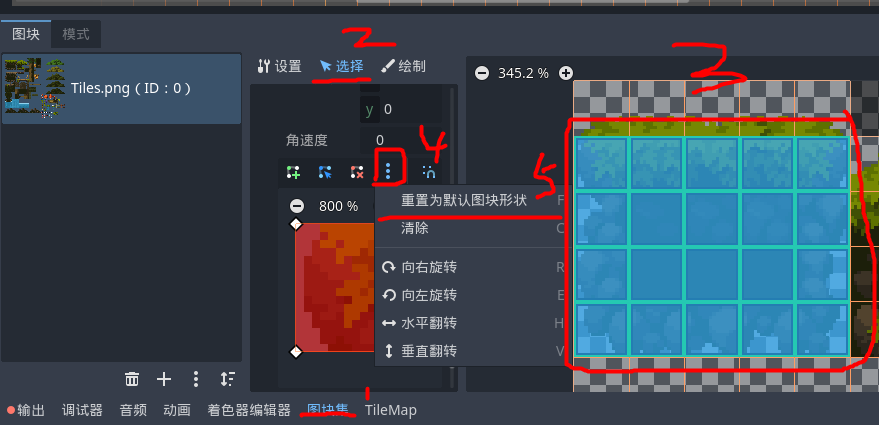 图块 模式
Tiles.png（ID：0）
设置 选择 绘制
2
345.2 %
3
y 0
角速度 0
4
5
800 %
重置为默认图块形状 F
清除 C
向右旋转 R
向左旋转 E
水平翻转 H
垂直翻转 V
1
输出 调试器 音频 动画 着色器编辑器 图块集 TileMap